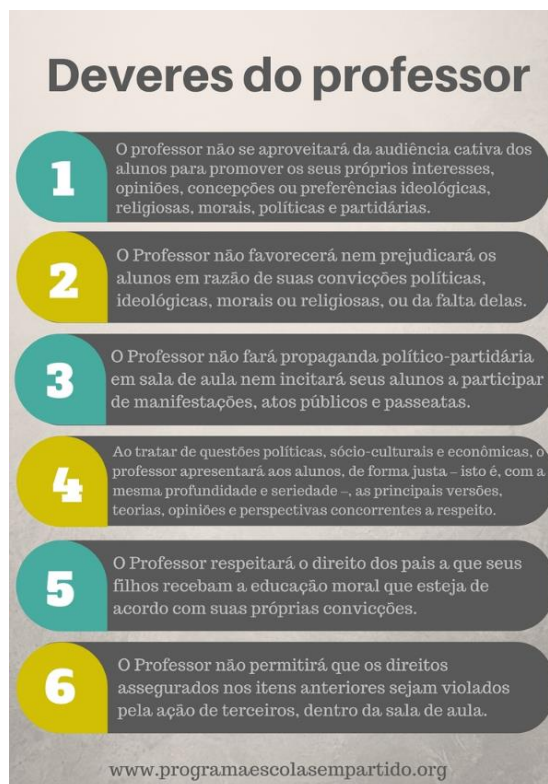 Deveres do professor
1
O professor não se aproveitará da audiência cativa dos
alunos para promover os seus próprios interesses,
opiniões, concepções ou preferências ideológicas,
religiosas, morais, políticas e partidárias.
2
O Professor não favorecerá nem prejudicará os
alunos em razão de suas convicções políticas,
ideológicas, morais ou religiosas, ou da falta delas.
3
O Professor não fará propaganda político-partidária
em sala de aula nem incitará seus alunos a participar
de manifestações, atos públicos e passeatas.
4
Ao tratar de questões políticas, sócio-culturais e econômicas, o
professor apresentará aos alunos, de forma justa – isto é, com a
mesma profundidade e seriedade –, as principais versões,
teorias, opiniões e perspectivas concorrentes a respeito.
5
O Professor respeitará o direito dos pais a que seus
filhos recebam a educação moral que esteja de
acordo com suas próprias convicções.
6
O Professor não permitirá que os direitos
assegurados nos itens anteriores sejam violados
pela ação de terceiros, dentro da sala de aula.
www.programaescolasempartido.org